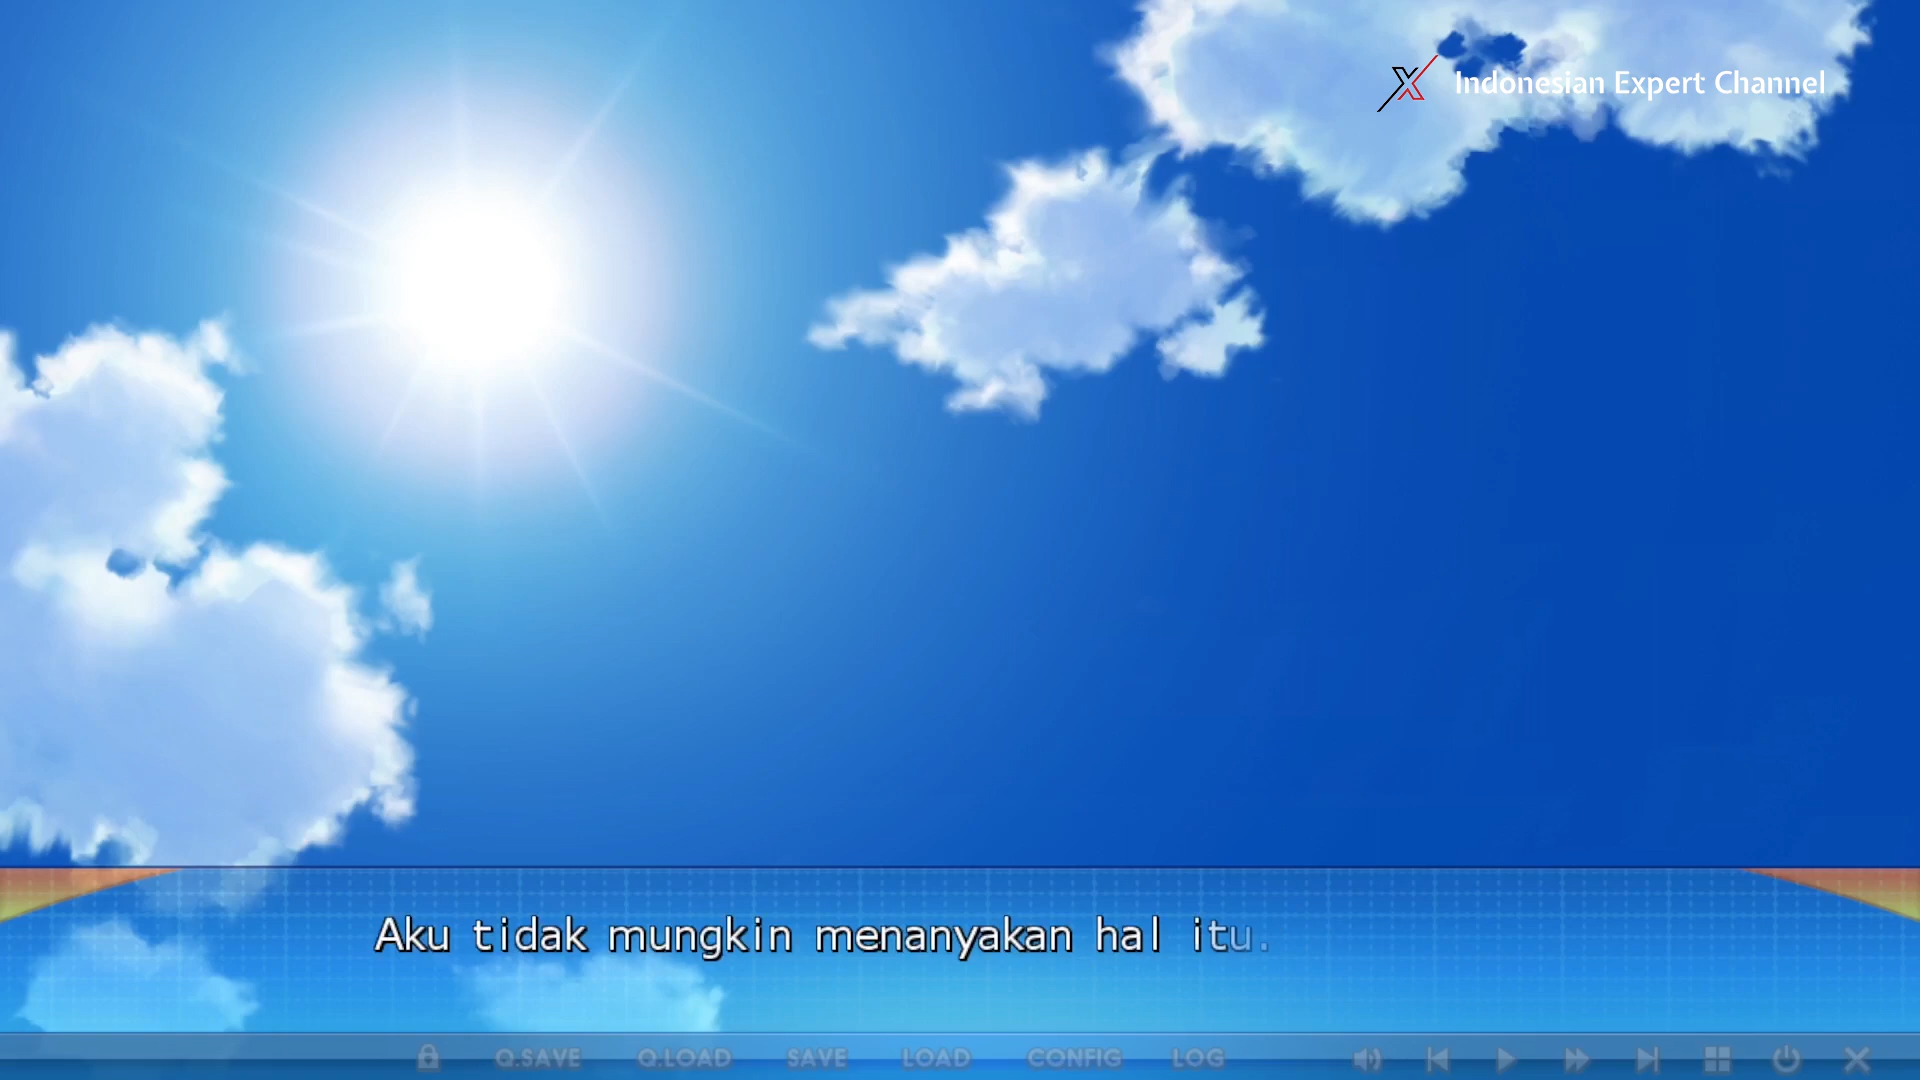 Indonesian Expert Channel
Aku tidak mungkin menanyakan hal itu.
Q.SAVE Q.LOAD SAVE LOAD CONFIG LOG